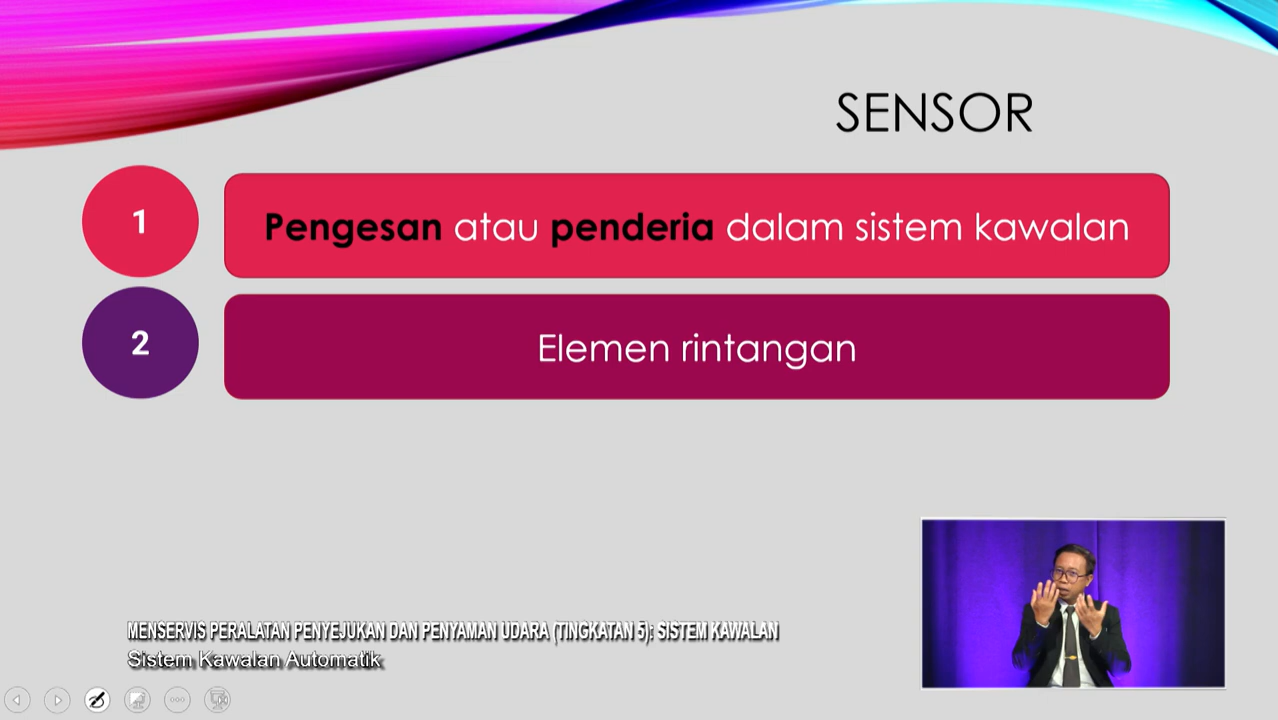 SENSOR
1
Pengesan atau penderia dalam sistem kawalan
2
Elemen rintangan
MENSERVIS PERALATAN PENYEJUKAN DAN PENYAMAN UDARA (TINGKATAN 5): SISTEM KAWALAN
Sistem Kawalan Automatik